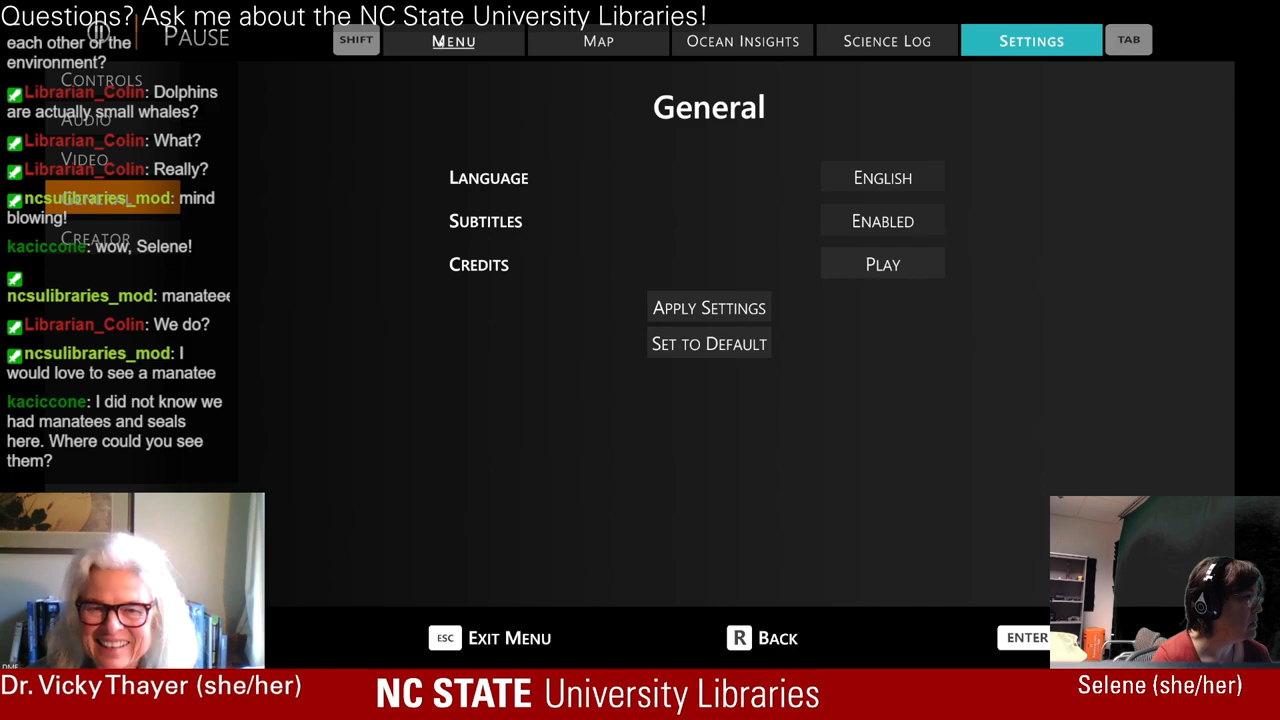 Questions? Ask me about the NC State University Libraries!
PAUSE
SHIFT
MENU
MAP
OCEAN INSIGHTS
SCIENCE LOG
SETTINGS
TAB
each other or the
environment?
CONTROLS
Librarian_Colin: Dolphins
are actually small whales?
AUDIO
Librarian_Colin: What?
VIDEO
Librarian_Colin: Really?
ncsulibraries_mod: mind
blowing!
GENERAL
CREATOR
kaciccone: wow, Selene!
ncsulibraries_mod: manatee
Librarian_Colin: We do?
ncsulibraries_mod: I
would love to see a manatee
kaciccone: I did not know we
had manatees and seals
here. Where could you see
them?
General
LANGUAGE
ENGLISH
SUBTITLES
ENABLED
CREDITS
PLAY
APPLY SETTINGS
SET TO DEFAULT
ESC EXIT MENU
R BACK
ENTER
Dr. Vicky Thayer (she/her)
NC STATE University Libraries
Selene (she/her)